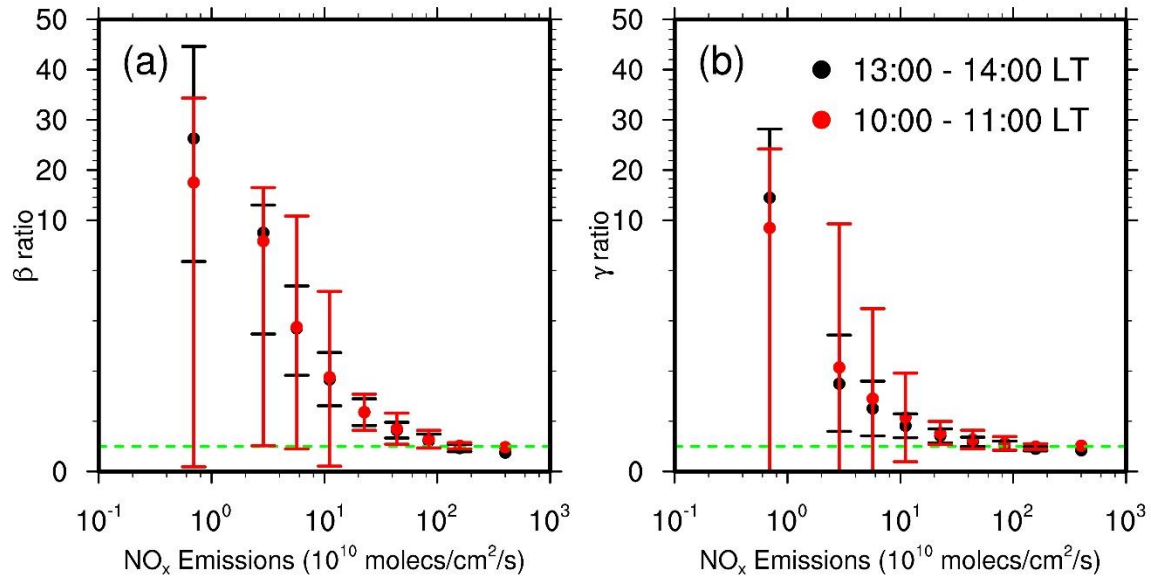 (a)
50
40
30
20
10
0
β ratio
10⁻¹ 10⁰ 10¹ 10² 10³
NOₓ Emissions (10¹⁰ molecs/cm²/s)
(b)
13:00 - 14:00 LT
10:00 - 11:00 LT
50
40
30
20
10
0
γ ratio
10⁻¹ 10⁰ 10¹ 10² 10³
NOₓ Emissions (10¹⁰ molecs/cm²/s)